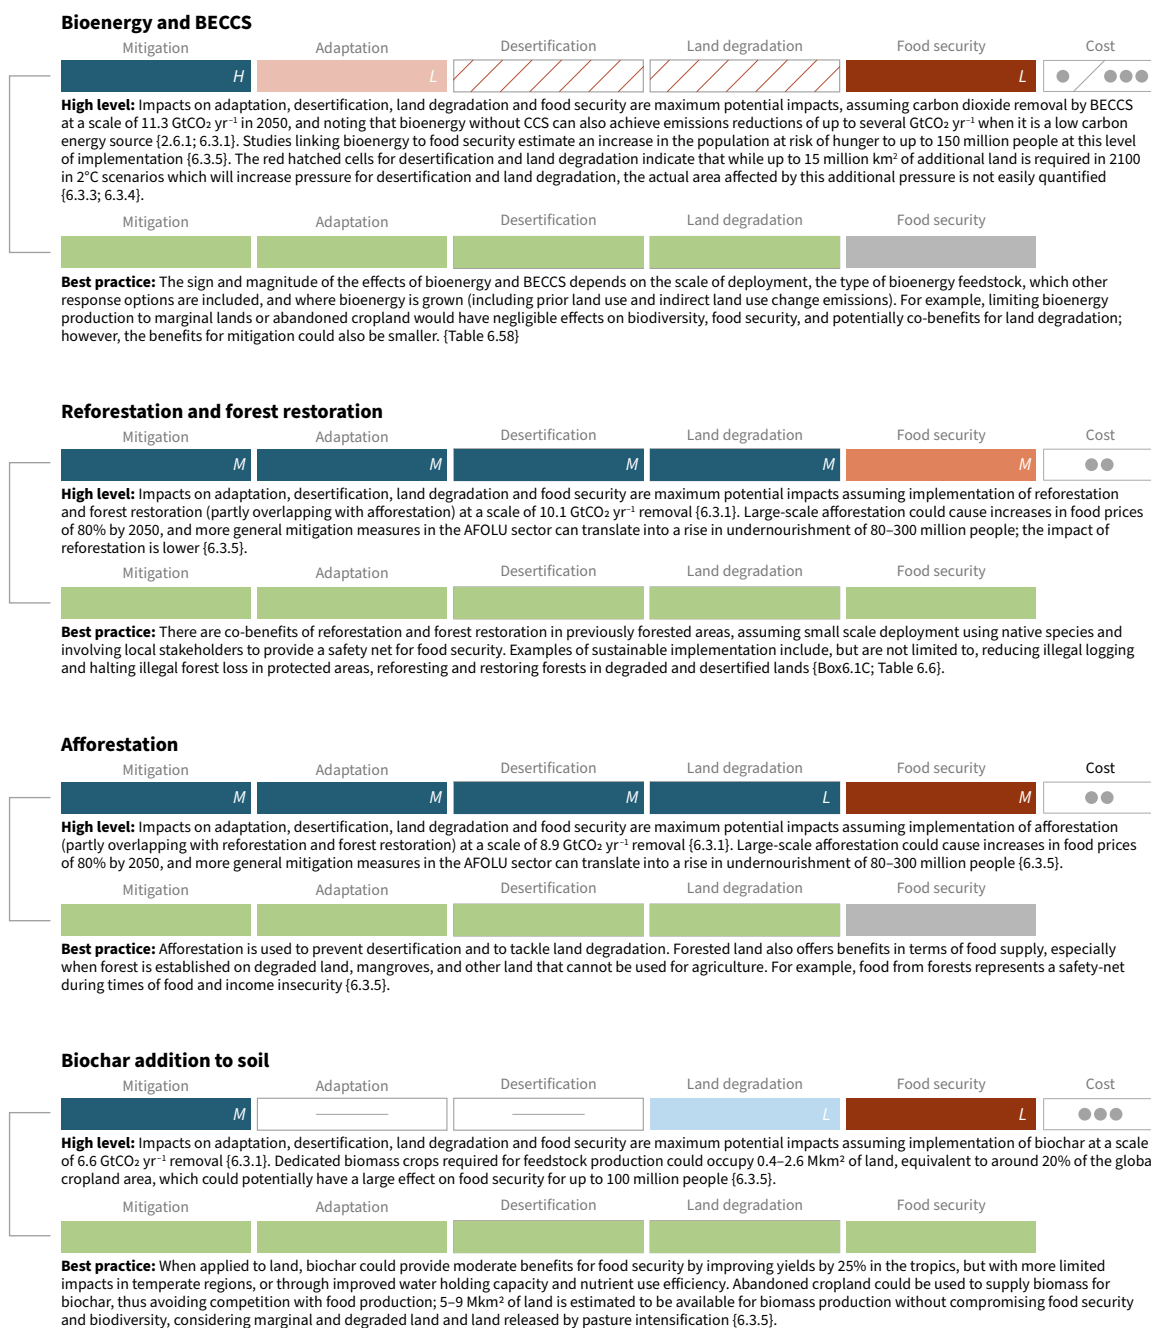 Bioenergy and BECCS
Mitigation Adaptation Desertification Land degradation Food security Cost
H L L
High level: Impacts on adaptation, desertification, land degradation and food security are maximum potential impacts, assuming carbon dioxide removal by BECCS
at a scale of 11.3 GtCO₂ yr⁻¹ in 2050, and noting that bioenergy without CCS can also achieve emissions reductions of up to several GtCO₂ yr⁻¹ when it is a low carbon
energy source {2.6.1; 6.3.1}. Studies linking bioenergy to food security estimate an increase in the population at risk of hunger to up to 150 million people at this level
of implementation {6.3.5}. The red hatched cells for desertification and land degradation indicate that while up to 15 million km² of additional land is required in 2100
in 2°C scenarios which will increase pressure for desertification and land degradation, the actual area affected by this additional pressure is not easily quantified
{6.3.3; 6.3.4}.
Mitigation Adaptation Desertification Land degradation Food security
Best practice: The sign and magnitude of the effects of bioenergy and BECCS depends on the scale of deployment, the type of bioenergy feedstock, which other
response options are included, and where bioenergy is grown (including prior land use and indirect land use change emissions). For example, limiting bioenergy
production to marginal lands or abandoned cropland would have negligible effects on biodiversity, food security, and potentially co-benefits for land degradation;
however, the benefits for mitigation could also be smaller. {Table 6.58}
Reforestation and forest restoration
Mitigation Adaptation Desertification Land degradation Food security Cost
M M M M M
High level: Impacts on adaptation, desertification, land degradation and food security are maximum potential impacts assuming implementation of reforestation
and forest restoration (partly overlapping with afforestation) at a scale of 10.1 GtCO₂ yr⁻¹ removal {6.3.1}. Large-scale afforestation could cause increases in food prices
of 80% by 2050, and more general mitigation measures in the AFOLU sector can translate into a rise in undernourishment of 80–300 million people; the impact of
reforestation is lower {6.3.5}.
Mitigation Adaptation Desertification Land degradation Food security
Best practice: There are co-benefits of reforestation and forest restoration in previously forested areas, assuming small scale deployment using native species and
involving local stakeholders to provide a safety net for food security. Examples of sustainable implementation include, but are not limited to, reducing illegal logging
and halting illegal forest loss in protected areas, reforesting and restoring forests in degraded and desertified lands {Box6.1C; Table 6.6}.
Afforestation
Mitigation Adaptation Desertification Land degradation Food security Cost
M M M L M
High level: Impacts on adaptation, desertification, land degradation and food security are maximum potential impacts assuming implementation of afforestation
(partly overlapping with reforestation and forest restoration) at a scale of 8.9 GtCO₂ yr⁻¹ removal {6.3.1}. Large-scale afforestation could cause increases in food prices
of 80% by 2050, and more general mitigation measures in the AFOLU sector can translate into a rise in undernourishment of 80–300 million people {6.3.5}.
Mitigation Adaptation Desertification Land degradation Food security
Best practice: Afforestation is used to prevent desertification and to tackle land degradation. Forested land also offers benefits in terms of food supply, especially
when forest is established on degraded land, mangroves, and other land that cannot be used for agriculture. For example, food from forests represents a safety-net
during times of food and income insecurity {6.3.5}.
Biochar addition to soil
Mitigation Adaptation Desertification Land degradation Food security Cost
M L L
High level: Impacts on adaptation, desertification, land degradation and food security are maximum potential impacts assuming implementation of biochar at a scale
of 6.6 GtCO₂ yr⁻¹ removal {6.3.1}. Dedicated biomass crops required for feedstock production could occupy 0.4–2.6 Mkm² of land, equivalent to around 20% of the globa
cropland area, which could potentially have a large effect on food security for up to 100 million people {6.3.5}.
Mitigation Adaptation Desertification Land degradation Food security
Best practice: When applied to land, biochar could provide moderate benefits for food security by improving yields by 25% in the tropics, but with more limited
impacts in temperate regions, or through improved water holding capacity and nutrient use efficiency. Abandoned cropland could be used to supply biomass for
biochar, thus avoiding competition with food production; 5–9 Mkm² of land is estimated to be available for biomass production without compromising food security
and biodiversity, considering marginal and degraded land and land released by pasture intensification {6.3.5}.